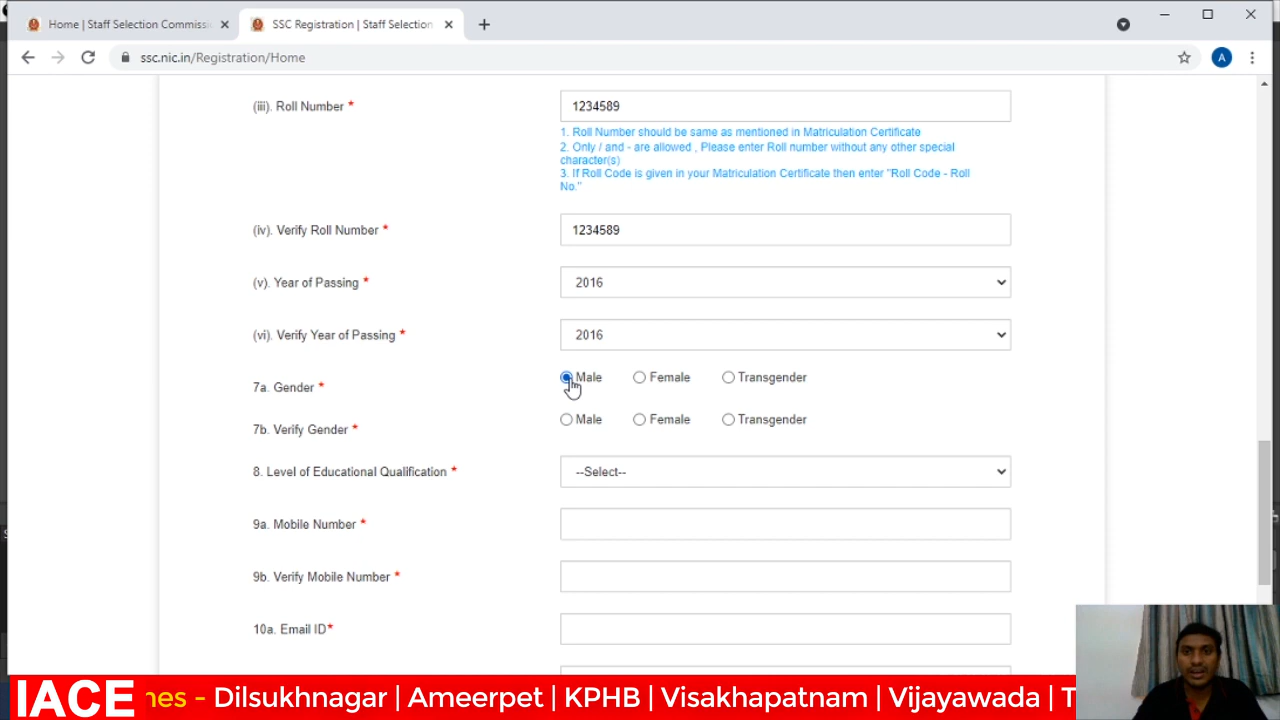 Home | Staff Selection Commiss
SSC Registration | Staff Selection
ssc.nic.in/Registration/Home
A
(iii). Roll Number *
1234589
1. Roll Number should be same as mentioned in Matriculation Certificate
2. Only / and - are allowed , Please enter Roll number without any other special
character(s)
3. If Roll Code is given in your Matriculation Certificate then enter "Roll Code - Roll
No."
(iv). Verify Roll Number *
1234589
(v). Year of Passing *
2016
(vi). Verify Year of Passing *
2016
7a. Gender *
Male Female Transgender
7b. Verify Gender *
Male Female Transgender
8. Level of Educational Qualification *
--Select--
9a. Mobile Number *
9b. Verify Mobile Number *
10a. Email ID*
IACE nes - Dilsukhnagar | Ameerpet | KPHB | Visakhapatnam | Vijayawada | T